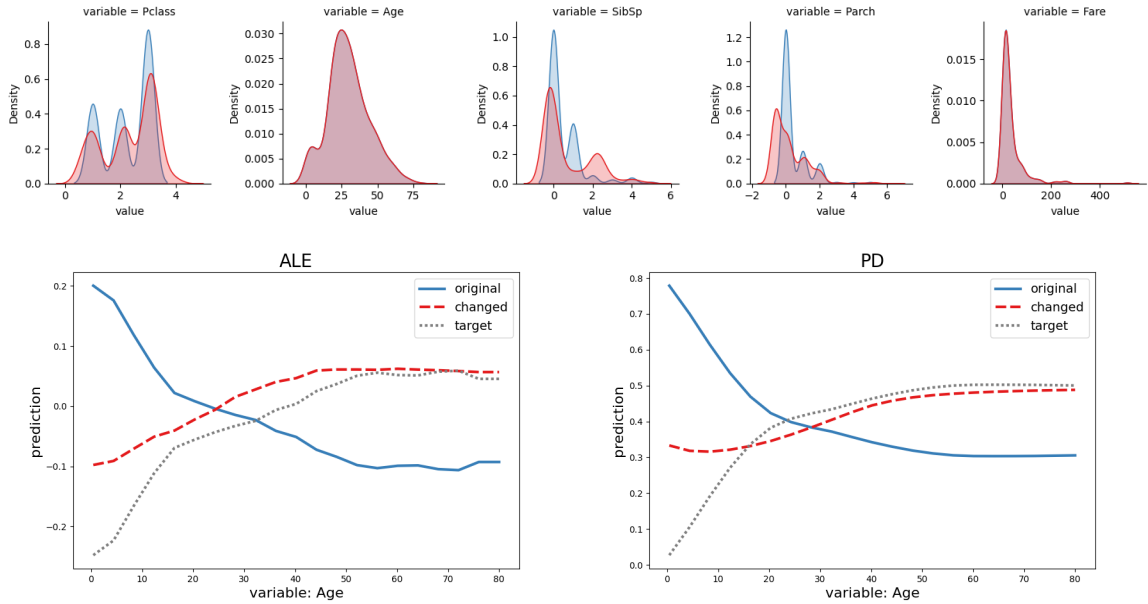 variable = Pclass
variable = Age
variable = SibSp
variable = Parch
variable = Fare
Density
0.8
0.6
0.4
0.2
0.0
0
2
4
value
Density
0.030
0.025
0.020
0.015
0.010
0.005
0.000
0
25
50
75
value
Density
1.0
0.8
0.6
0.4
0.2
0.0
0
2
4
6
value
Density
1.2
1.0
0.8
0.6
0.4
0.2
0.0
−2
0
2
4
6
value
Density
0.015
0.010
0.005
0.000
0
200
400
value
ALE
prediction
0.2
0.1
0.0
−0.1
−0.2
original
changed
target
0
10
20
30
40
50
60
70
80
variable: Age
PD
prediction
0.8
0.7
0.6
0.5
0.4
0.3
0.2
0.1
0.0
original
changed
target
0
10
20
30
40
50
60
70
80
variable: Age